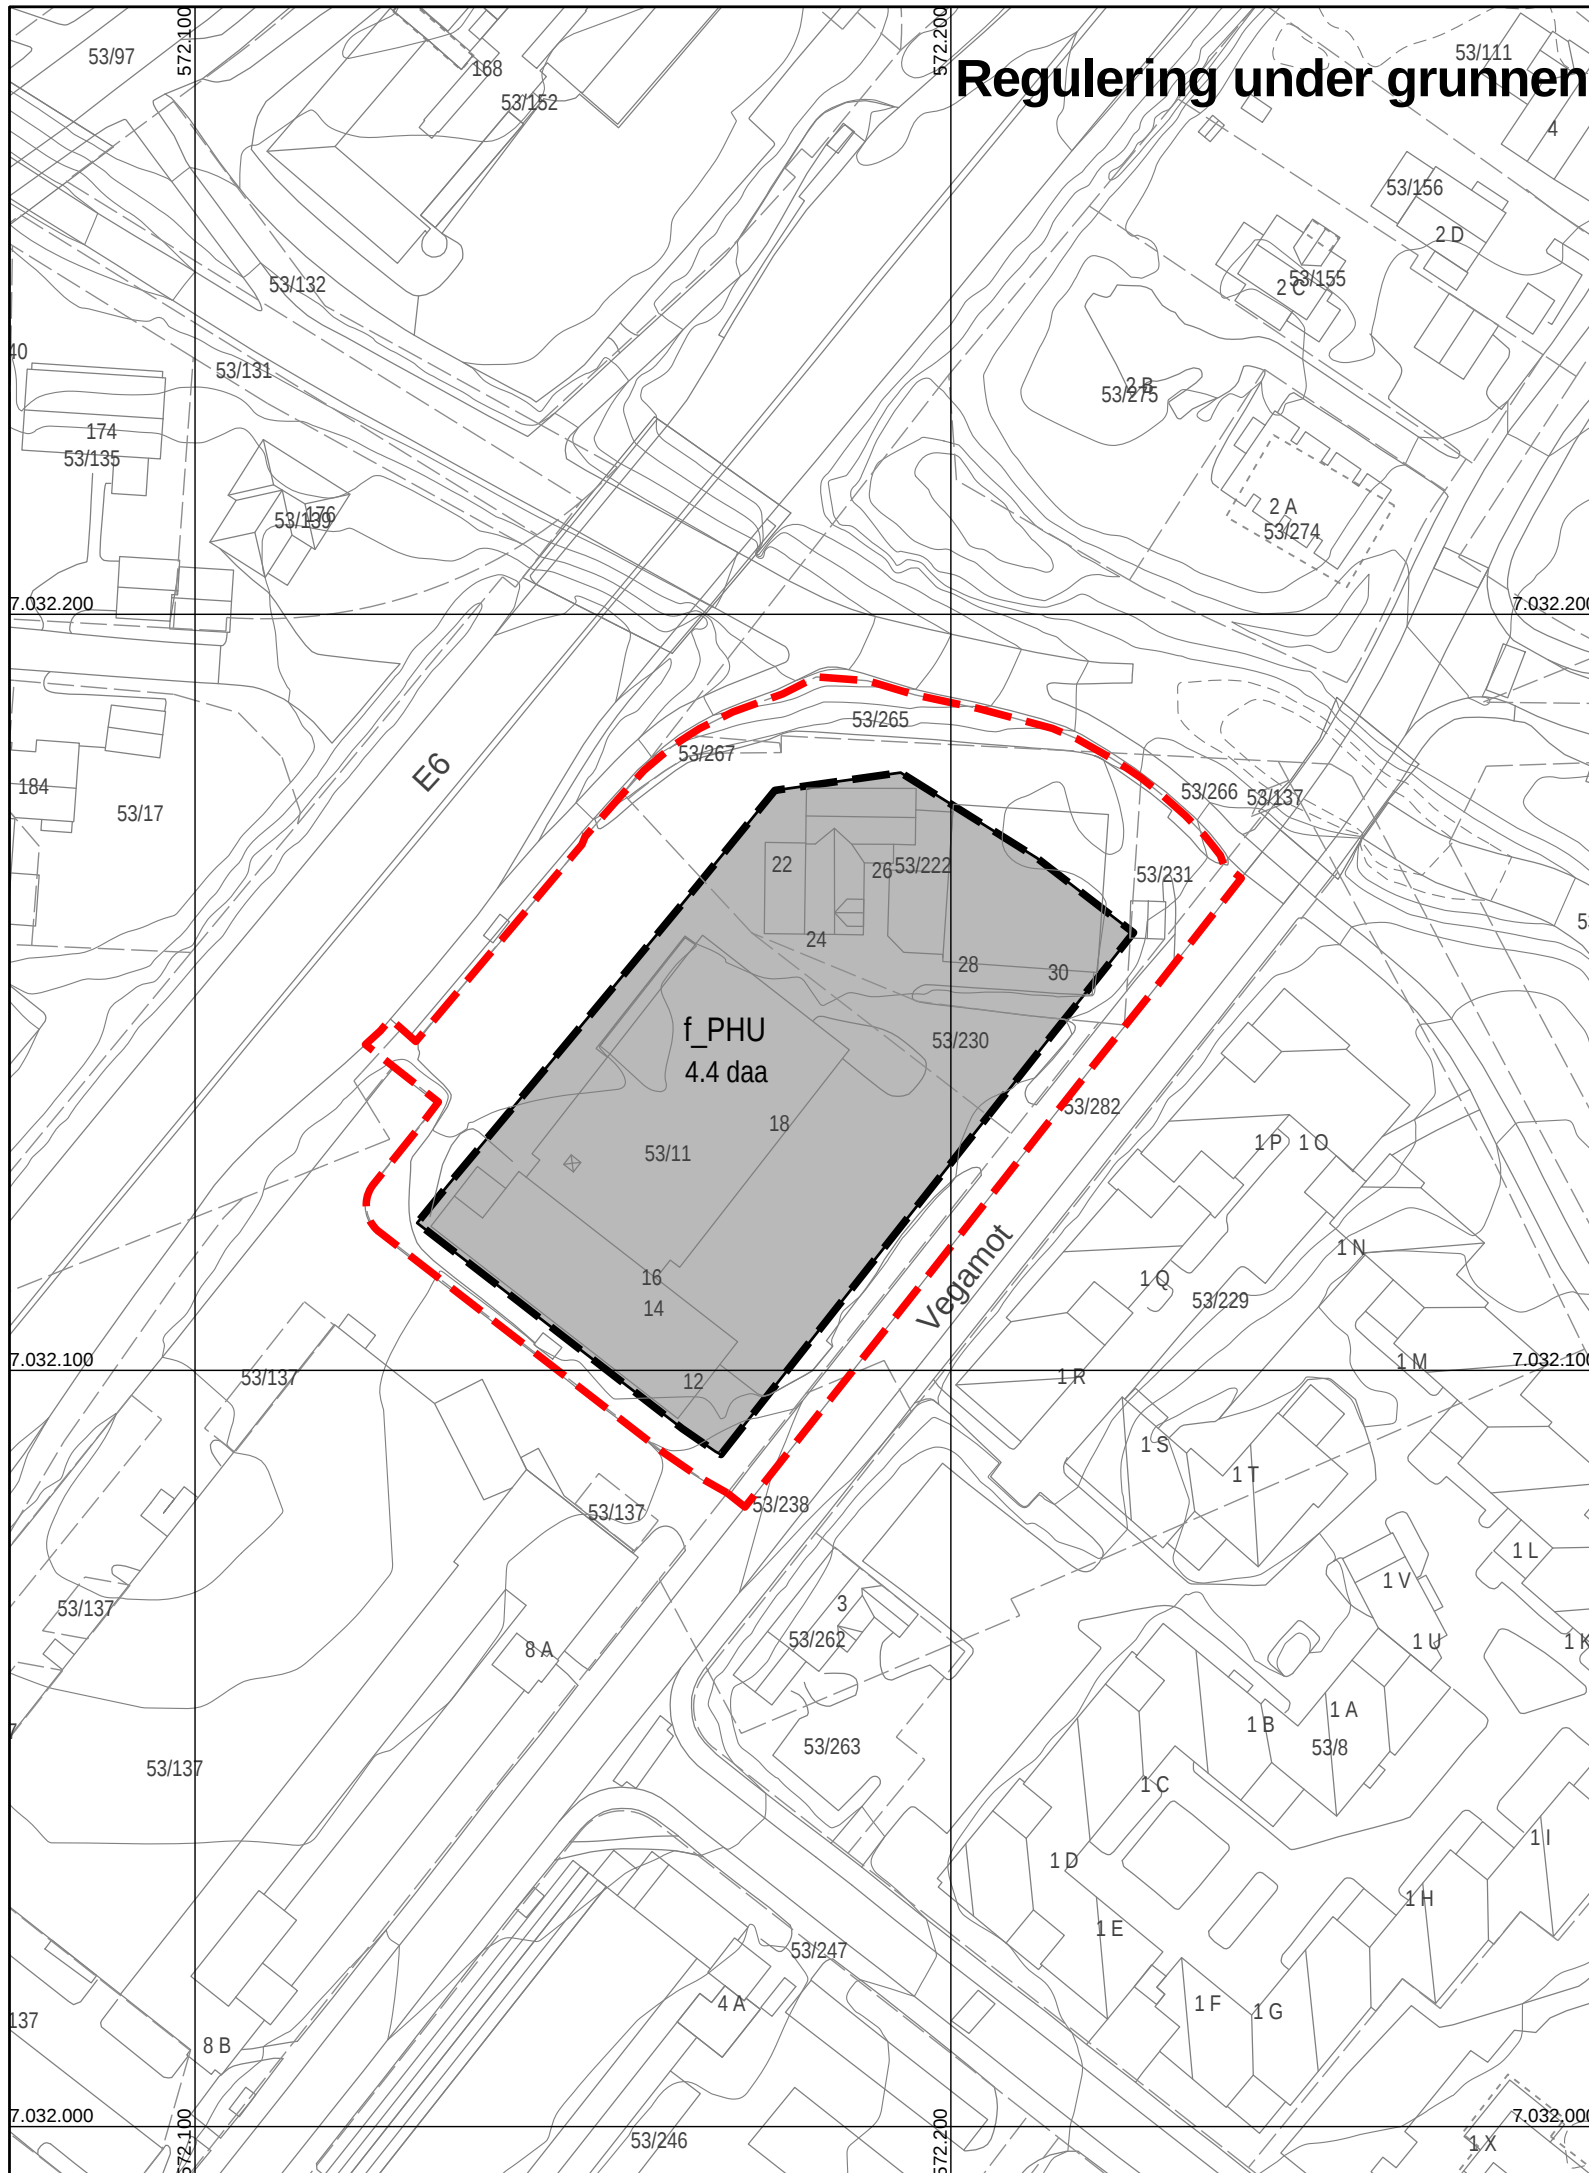 572.100
572.200
53/97
168
53/152
53/111
Regulering under grunnen
4
53/156
2 D
53/132
53/155
2 C
40
53/131
2 B
53/275
174
53/135
176
53/139
2 A
53/274
7.032.200
7.032.200
53/265
53/267
E6
184
53/17
53/266
53/137
22
26
53/222
53/231
24
28
30
f_PHU
53/230
4.4 daa
53/282
18
53/11
1 P
1 O
1 N
16
14
1 Q
Vegamot
53/229
7.032.100
7.032.100
53/137
12
1 R
1 M
1 S
1 T
53/137
53/238
1 L
1 V
53/137
3
53/262
8 A
1 U
1 K
1 A
1 B
53/263
53/8
53/137
1 C
1 I
1 D
1 H
1 E
53/247
4 A
1 F
1 G
137
8 B
7.032.000
7.032.000
53/246
1 X
572.100
572.200